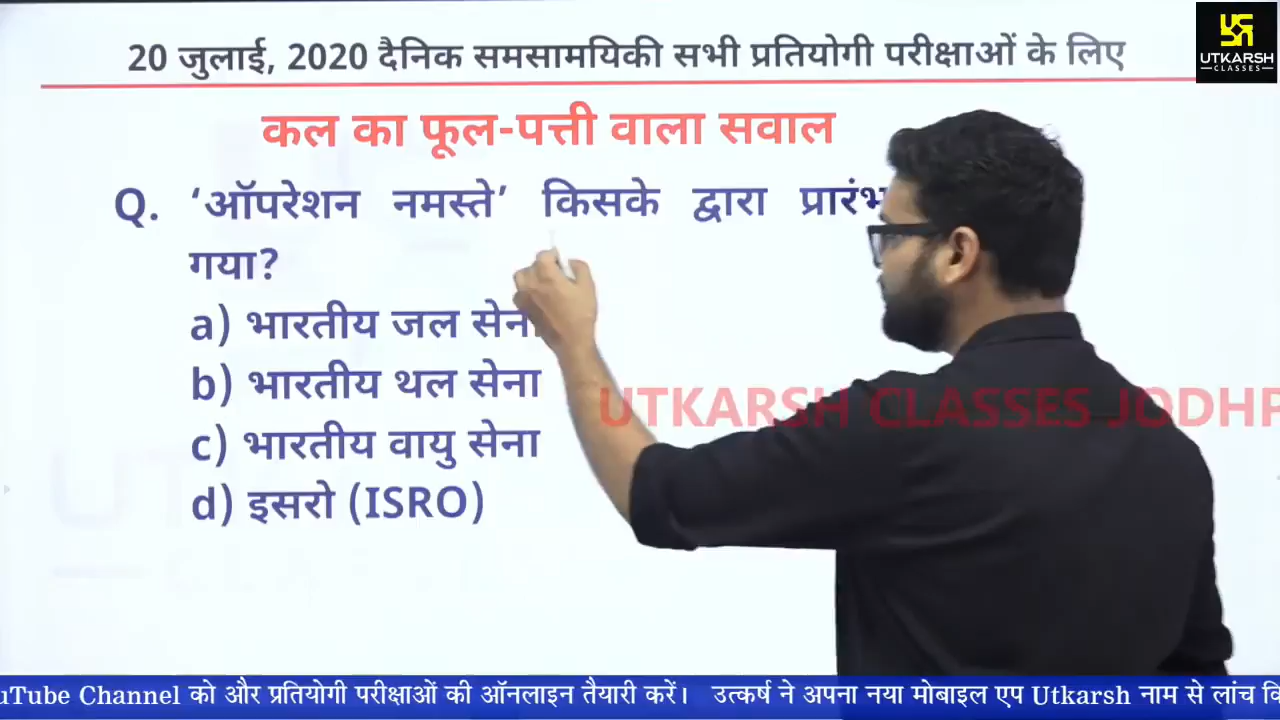 UTKARSH
CLASSES
20 जुलाई, 2020 दैनिक समसामयिकी सभी प्रतियोगी परीक्षाओं के लिए
कल का फूल-पत्ती वाला सवाल
Q. ‘ऑपरेशन नमस्ते’ किसके द्वारा प्रारंभ
गया?
a) भारतीय जल सेना
b) भारतीय थल सेना
c) भारतीय वायु सेना
d) इसरो (ISRO)
UTKARSH CLASSES JODHP
uTube Channel को और प्रतियोगी परीक्षाओं की ऑनलाइन तैयारी करें। उत्कर्ष ने अपना नया मोबाइल एप Utkarsh नाम से लांच